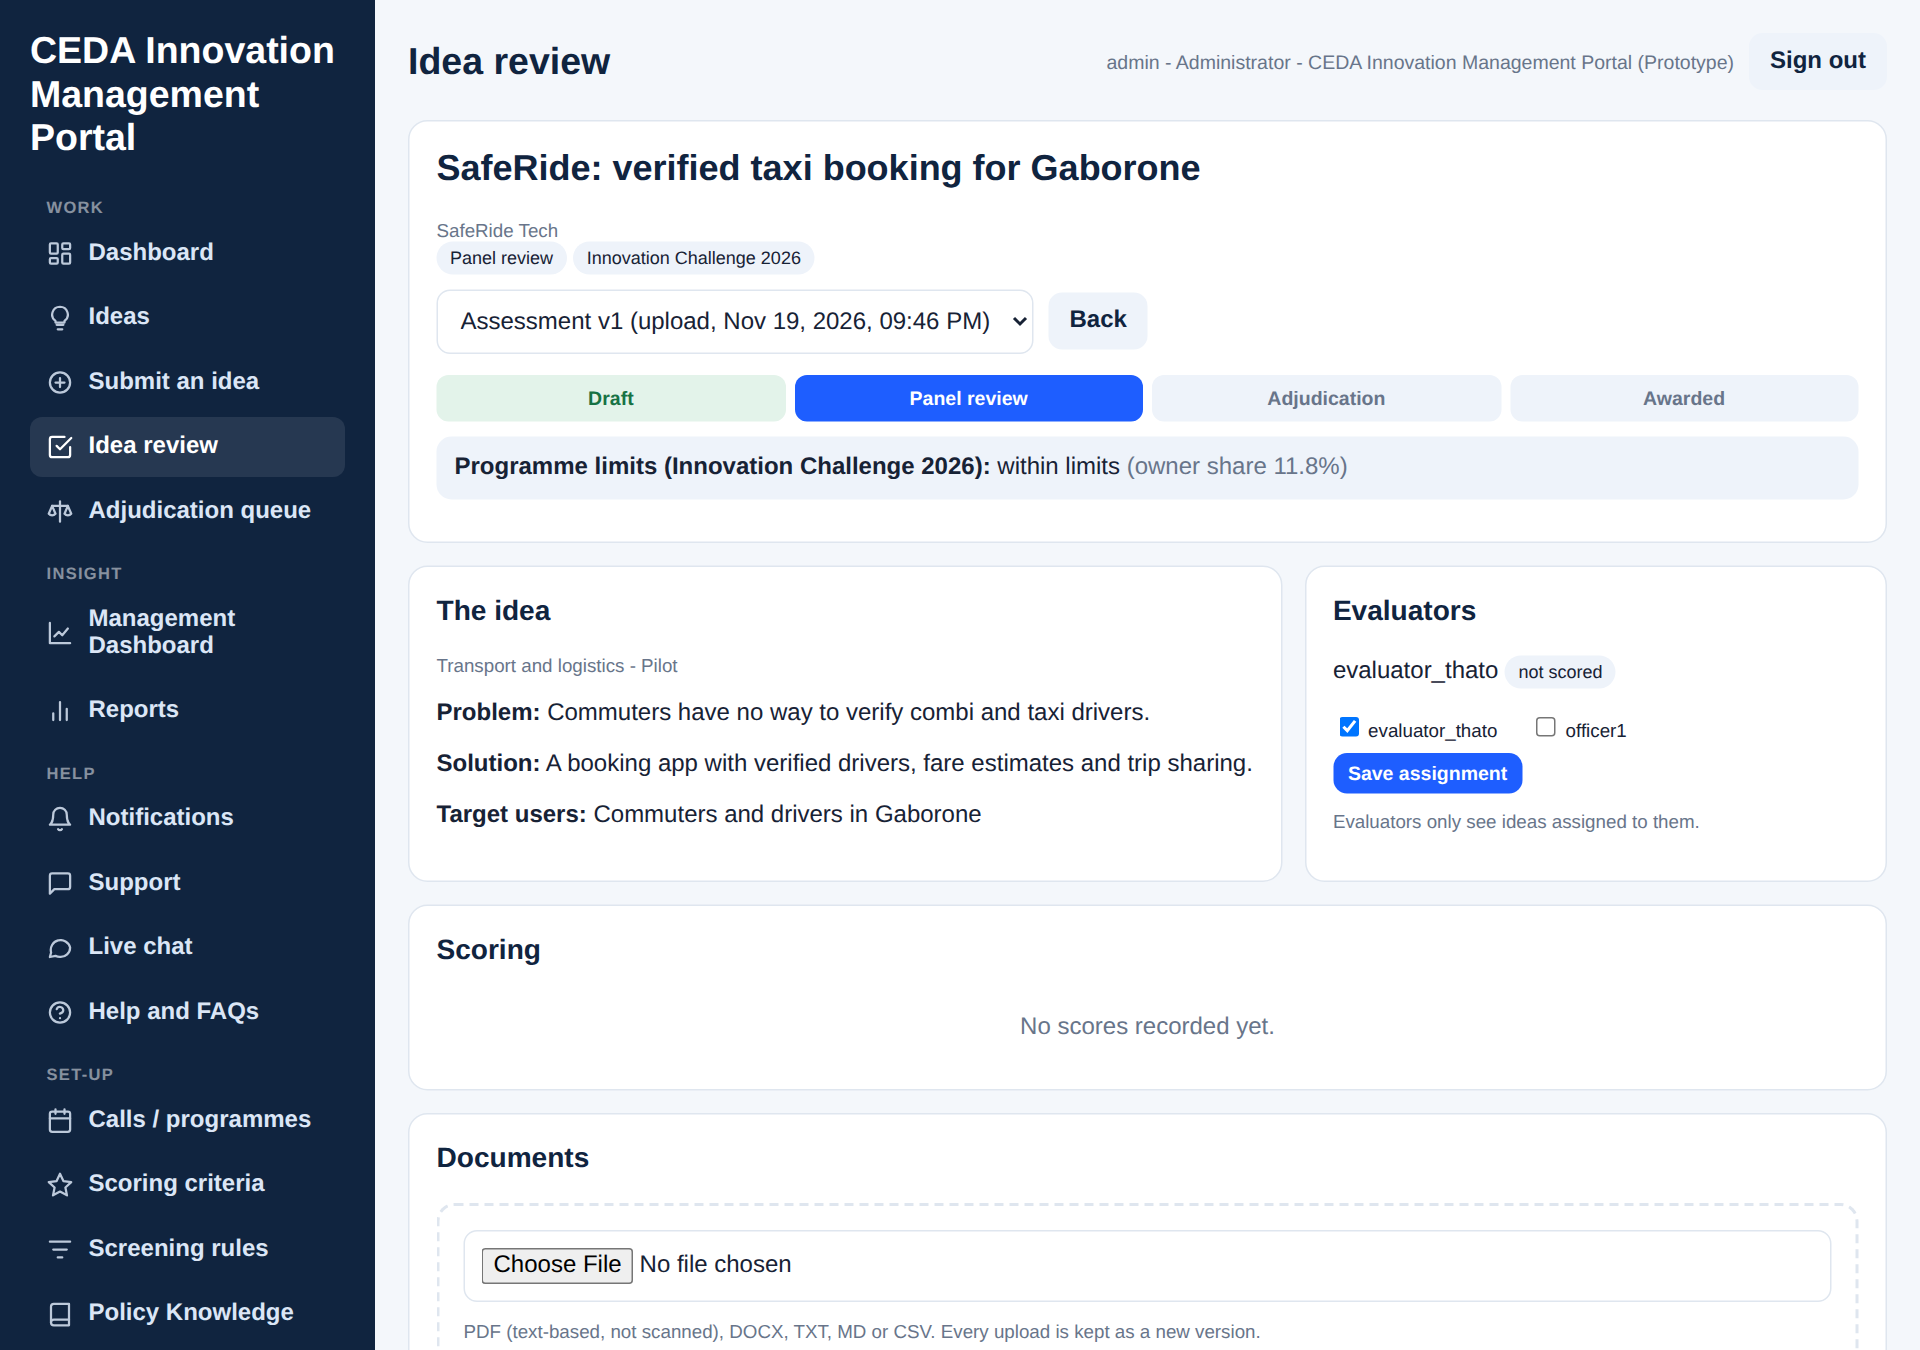 CEDA Innovation
Management
Portal
WORK
Dashboard
Ideas
Submit an idea
Idea review
Adjudication queue
INSIGHT
Management
Dashboard
Reports
HELP
Notifications
Support
Live chat
Help and FAQs
SET-UP
Calls / programmes
Scoring criteria
Screening rules
Policy Knowledge
Idea review
admin - Administrator - CEDA Innovation Management Portal (Prototype)
Sign out
SafeRide: verified taxi booking for Gaborone
SafeRide Tech
Panel review Innovation Challenge 2026
Assessment v1 (upload, Nov 19, 2026, 09:46 PM) Back
Draft Panel review Adjudication Awarded
Programme limits (Innovation Challenge 2026): within limits (owner share 11.8%)
The idea
Transport and logistics - Pilot
Problem: Commuters have no way to verify combi and taxi drivers.
Solution: A booking app with verified drivers, fare estimates and trip sharing.
Target users: Commuters and drivers in Gaborone
Evaluators
evaluator_thato not scored
evaluator_thato officer1
Save assignment
Evaluators only see ideas assigned to them.
Scoring
No scores recorded yet.
Documents
Choose File No file chosen
PDF (text-based, not scanned), DOCX, TXT, MD or CSV. Every upload is kept as a new version.